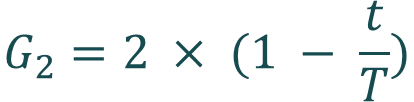 G₂ = 2 × (1 − t/T)